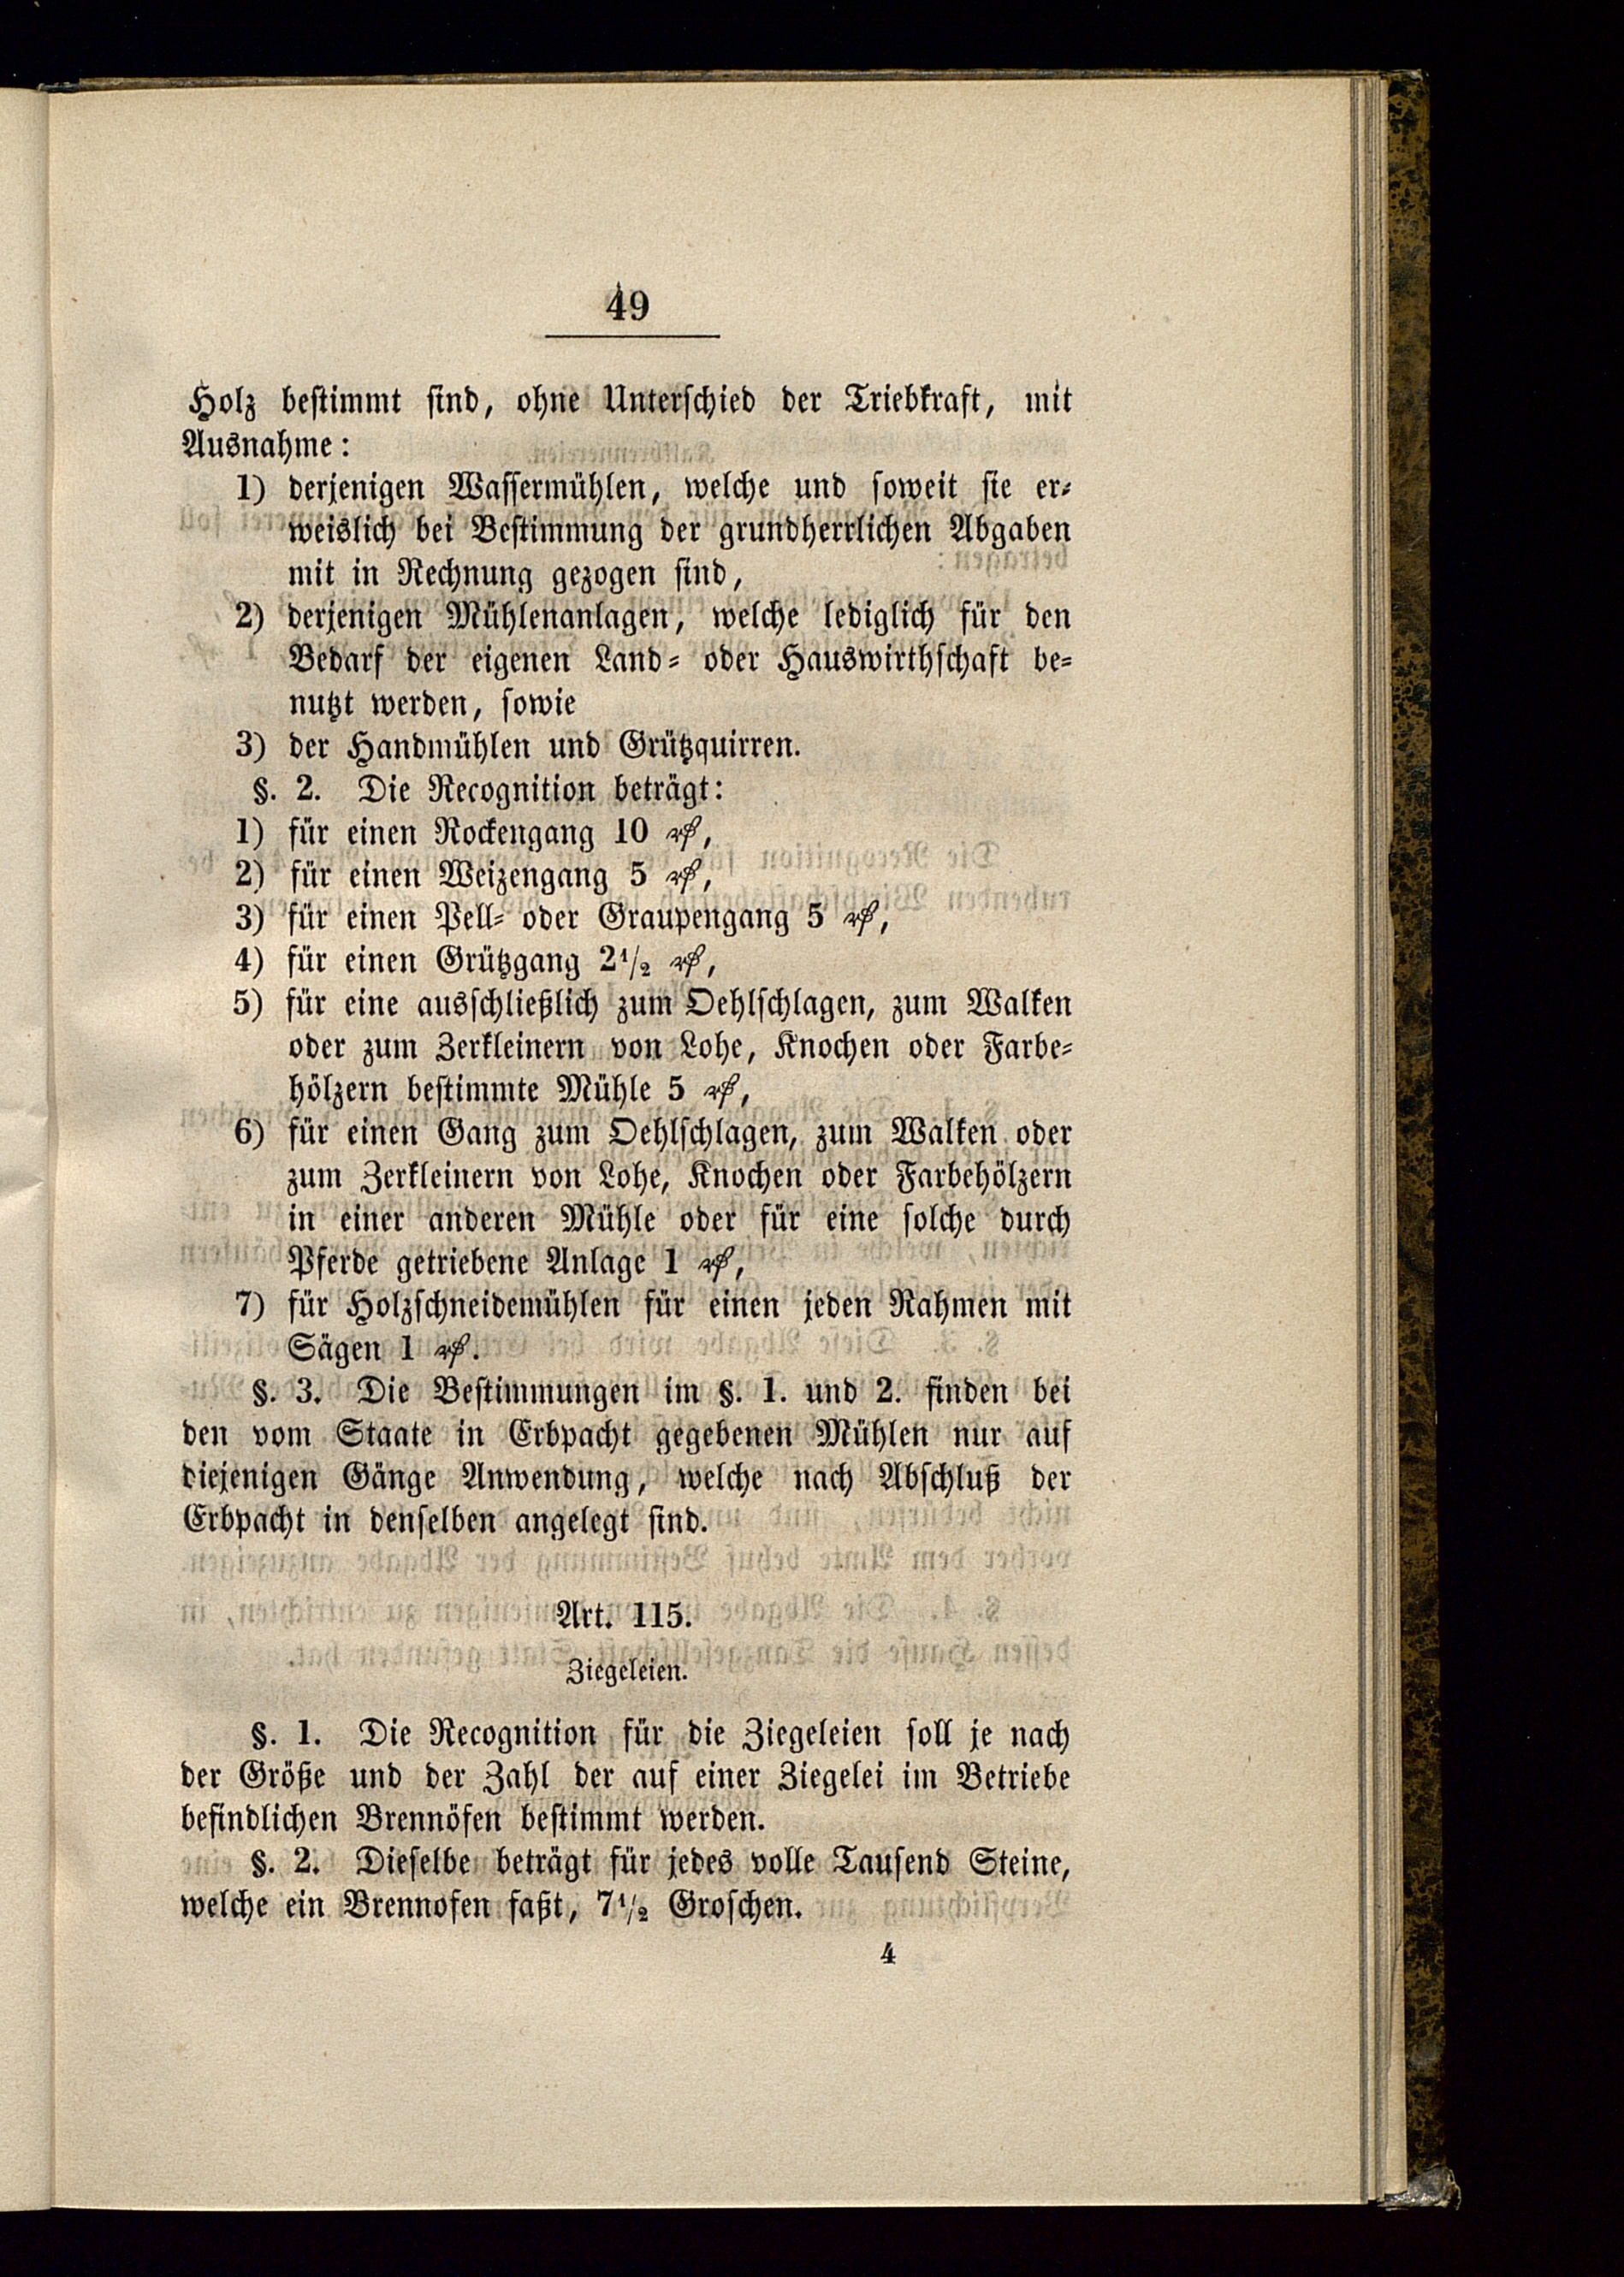 49
Holz bestimmt sind, ohne Unterschied der Triebkraft, mit
Ausnahme:
1) derjenigen Wassermühlen, welche und soweit sie er-
weislich bei Bestimmung der grundherrlichen Abgaben
mit in Rechnung gezogen sind,
2) derjenigen Mühlenanlagen, welche lediglich für den
Bedarf der eigenen Land- oder Hauswirthschaft be-
nutzt werden, sowie
3) der Handmühlen und Grützquirren.
§. 2. Die Recognition beträgt:
1) für einen Rockengang 10 ₰,
2) für einen Weizengang 5 ₰,
3) für einen Pell- oder Graupengang 5 ₰,
4) für einen Grützgang 2½ ₰,
5) für eine ausschließlich zum Oehlschlagen, zum Walken
oder zum Zerkleinern von Lohe, Knochen oder Farbe-
hölzern bestimmte Mühle 5 ₰,
6) für einen Gang zum Oehlschlagen, zum Walken oder
zum Zerkleinern von Lohe, Knochen oder Farbehölzern
in einer anderen Mühle oder für eine solche durch
Pferde getriebene Anlage 1 ₰,
7) für Holzschneidemühlen für einen jeden Rahmen mit
Sägen 1 ₰.
§. 3. Die Bestimmungen im §. 1. und 2. finden bei
den vom Staate in Erbpacht gegebenen Mühlen nur auf
diejenigen Gänge Anwendung, welche nach Abschluß der
Erbpacht in denselben angelegt sind.
Art. 115.
Ziegeleien.
§. 1. Die Recognition für die Ziegeleien soll je nach
der Größe und der Zahl der auf einer Ziegelei im Betriebe
befindlichen Brennöfen bestimmt werden.
§. 2. Dieselbe beträgt für jedes volle Tausend Steine,
welche ein Brennofen faßt, 7½ Groschen.
4